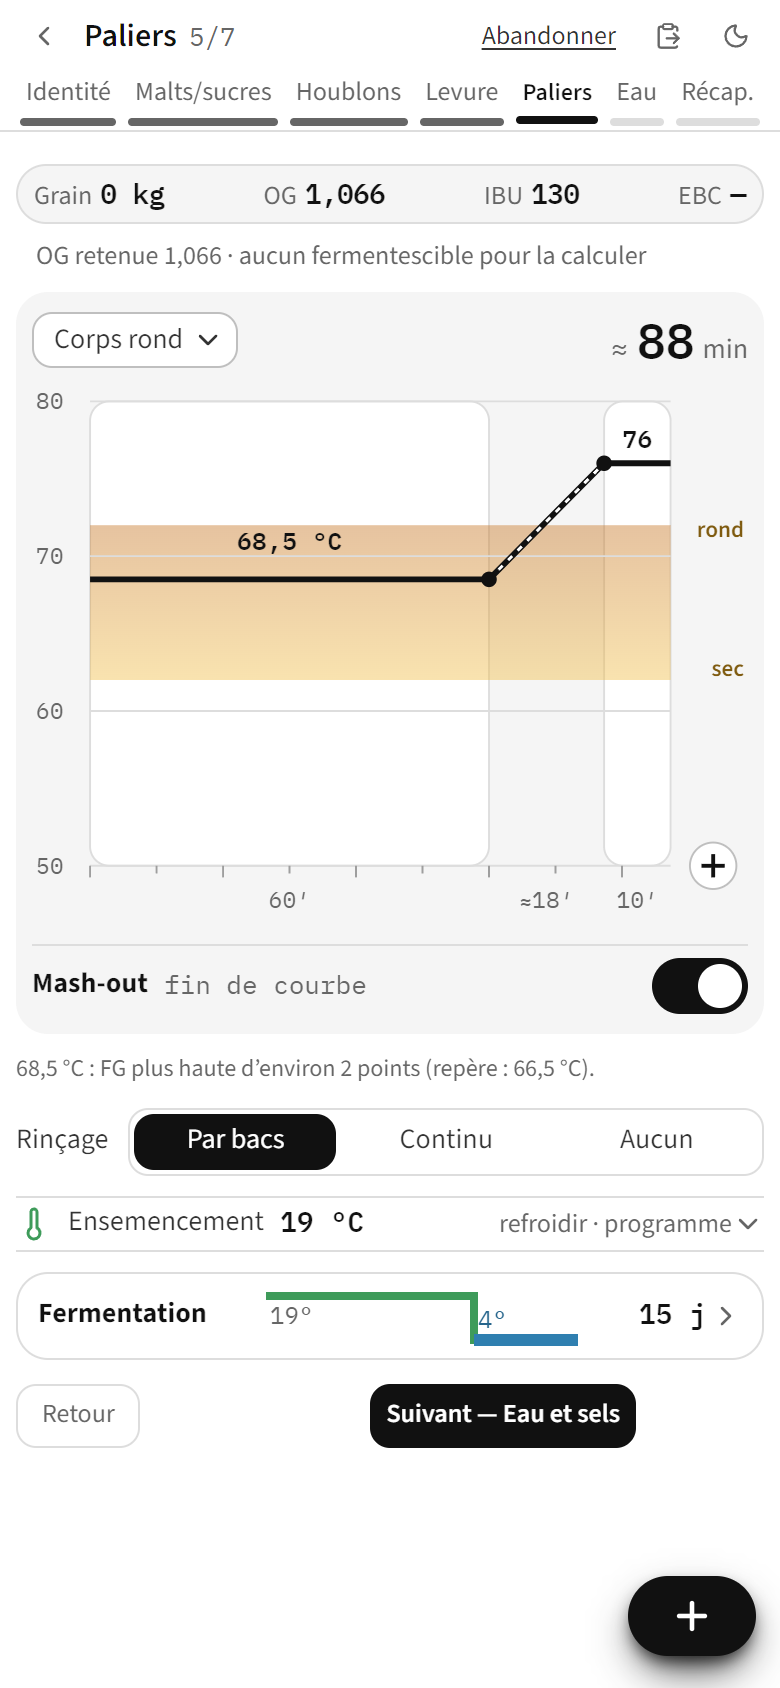 Paliers 5/7 Abandonner
Identité Malts/sucres Houblons Levure Paliers Eau Récap.
Grain 0 kg OG 1,066 IBU 130 EBC –
OG retenue 1,066 · aucun fermentescible pour la calculer
Corps rond ≈ 88 min
80
76
rond
68,5 °C
70
sec
60
50
60′ ≈18′ 10′
Mash-out fin de courbe
68,5 °C : FG plus haute d’environ 2 points (repère : 66,5 °C).
Rinçage Par bacs Continu Aucun
Ensemencement 19 °C refroidir · programme
Fermentation 19° 4° 15 j
Retour Suivant — Eau et sels